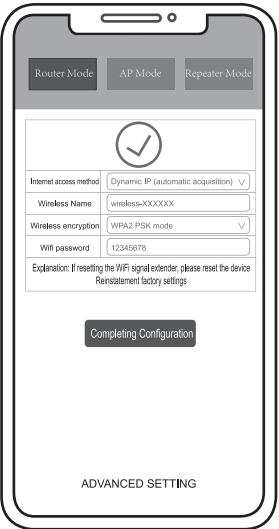 Router Mode AP Mode Repeater Mode
Internet access method Dynamic IP (automatic acquisition)
Wireless Name wireless-XXXXXX
Wireless encryption WPA2 PSK mode
Wifi password 12345678
Explanation: If resetting the WiFi signal extender, please reset the device
Reinstatement factory settings
Completing Configuration
ADVANCED SETTING